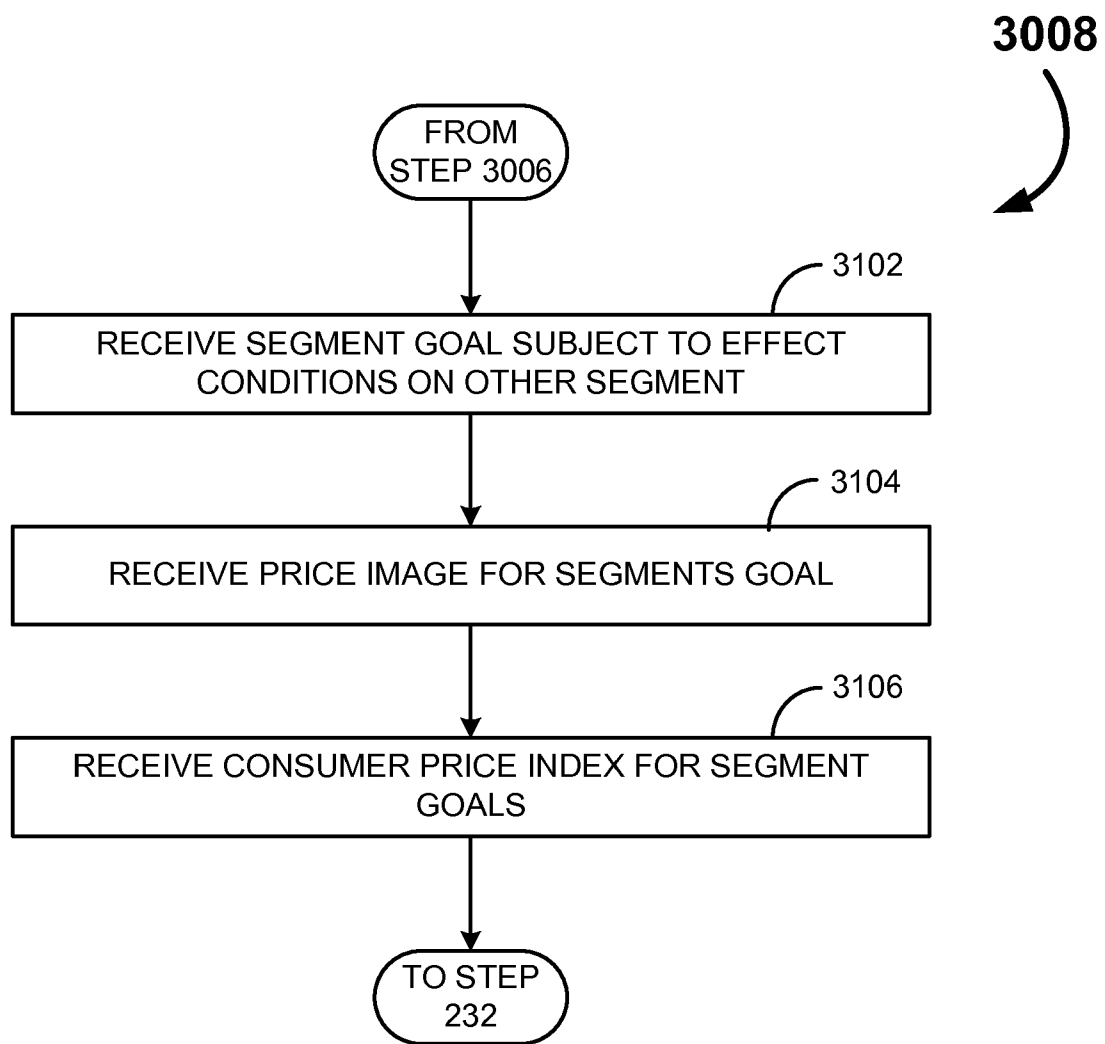 3008
FROM
STEP 3006
3102
RECEIVE SEGMENT GOAL SUBJECT TO EFFECT
CONDITIONS ON OTHER SEGMENT
3104
RECEIVE PRICE IMAGE FOR SEGMENTS GOAL
3106
RECEIVE CONSUMER PRICE INDEX FOR SEGMENT
GOALS
TO STEP
232